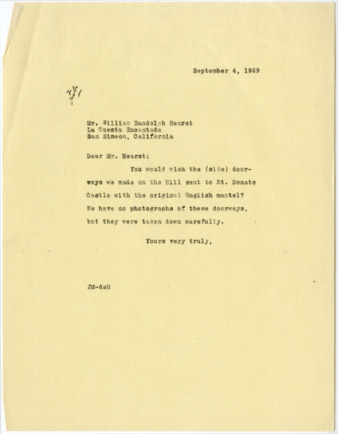 September 4, 1929
Mr. William Randolph Hearst
La Cuesta Encantada
San Simeon, California
Dear Mr. Hearst:
You would wish the (side) door-
ways we made on the Hill sent to St. Donats
Castle with the original English mantel?
We have no photographs of these doorways,
but they were taken down carefully.
Yours very truly,
JM-deM